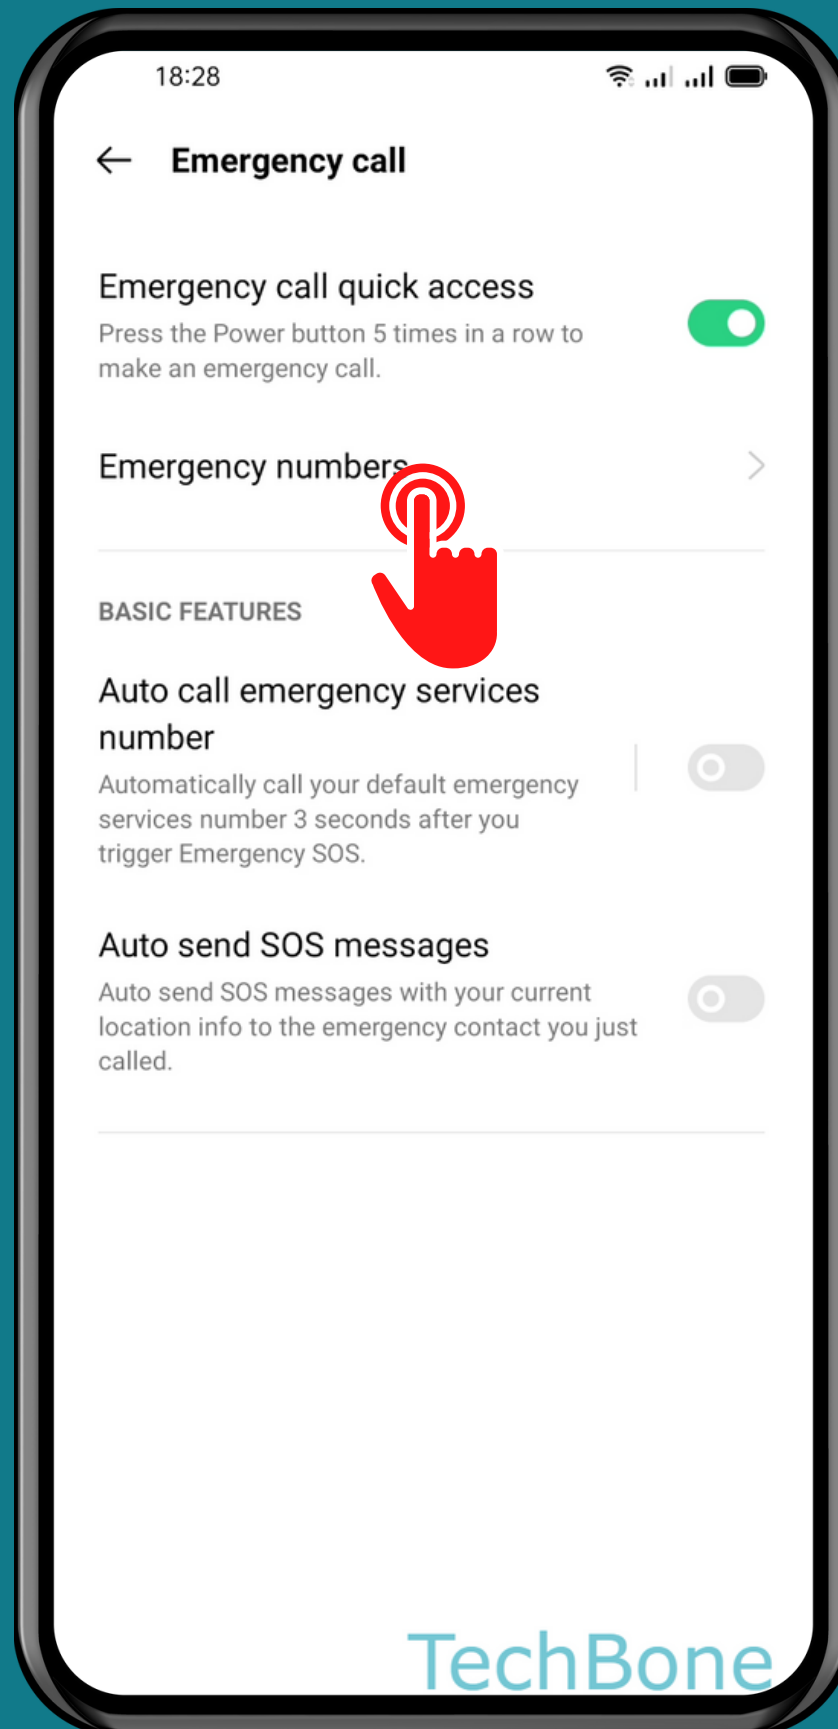 18:28
Emergency call
Emergency call quick access
Press the Power button 5 times in a row to
make an emergency call.
Emergency numbers
BASIC FEATURES
Auto call emergency services
number
Automatically call your default emergency
services number 3 seconds after you
trigger Emergency SOS.
Auto send SOS messages
Auto send SOS messages with your current
location info to the emergency contact you just
called.
TechBone